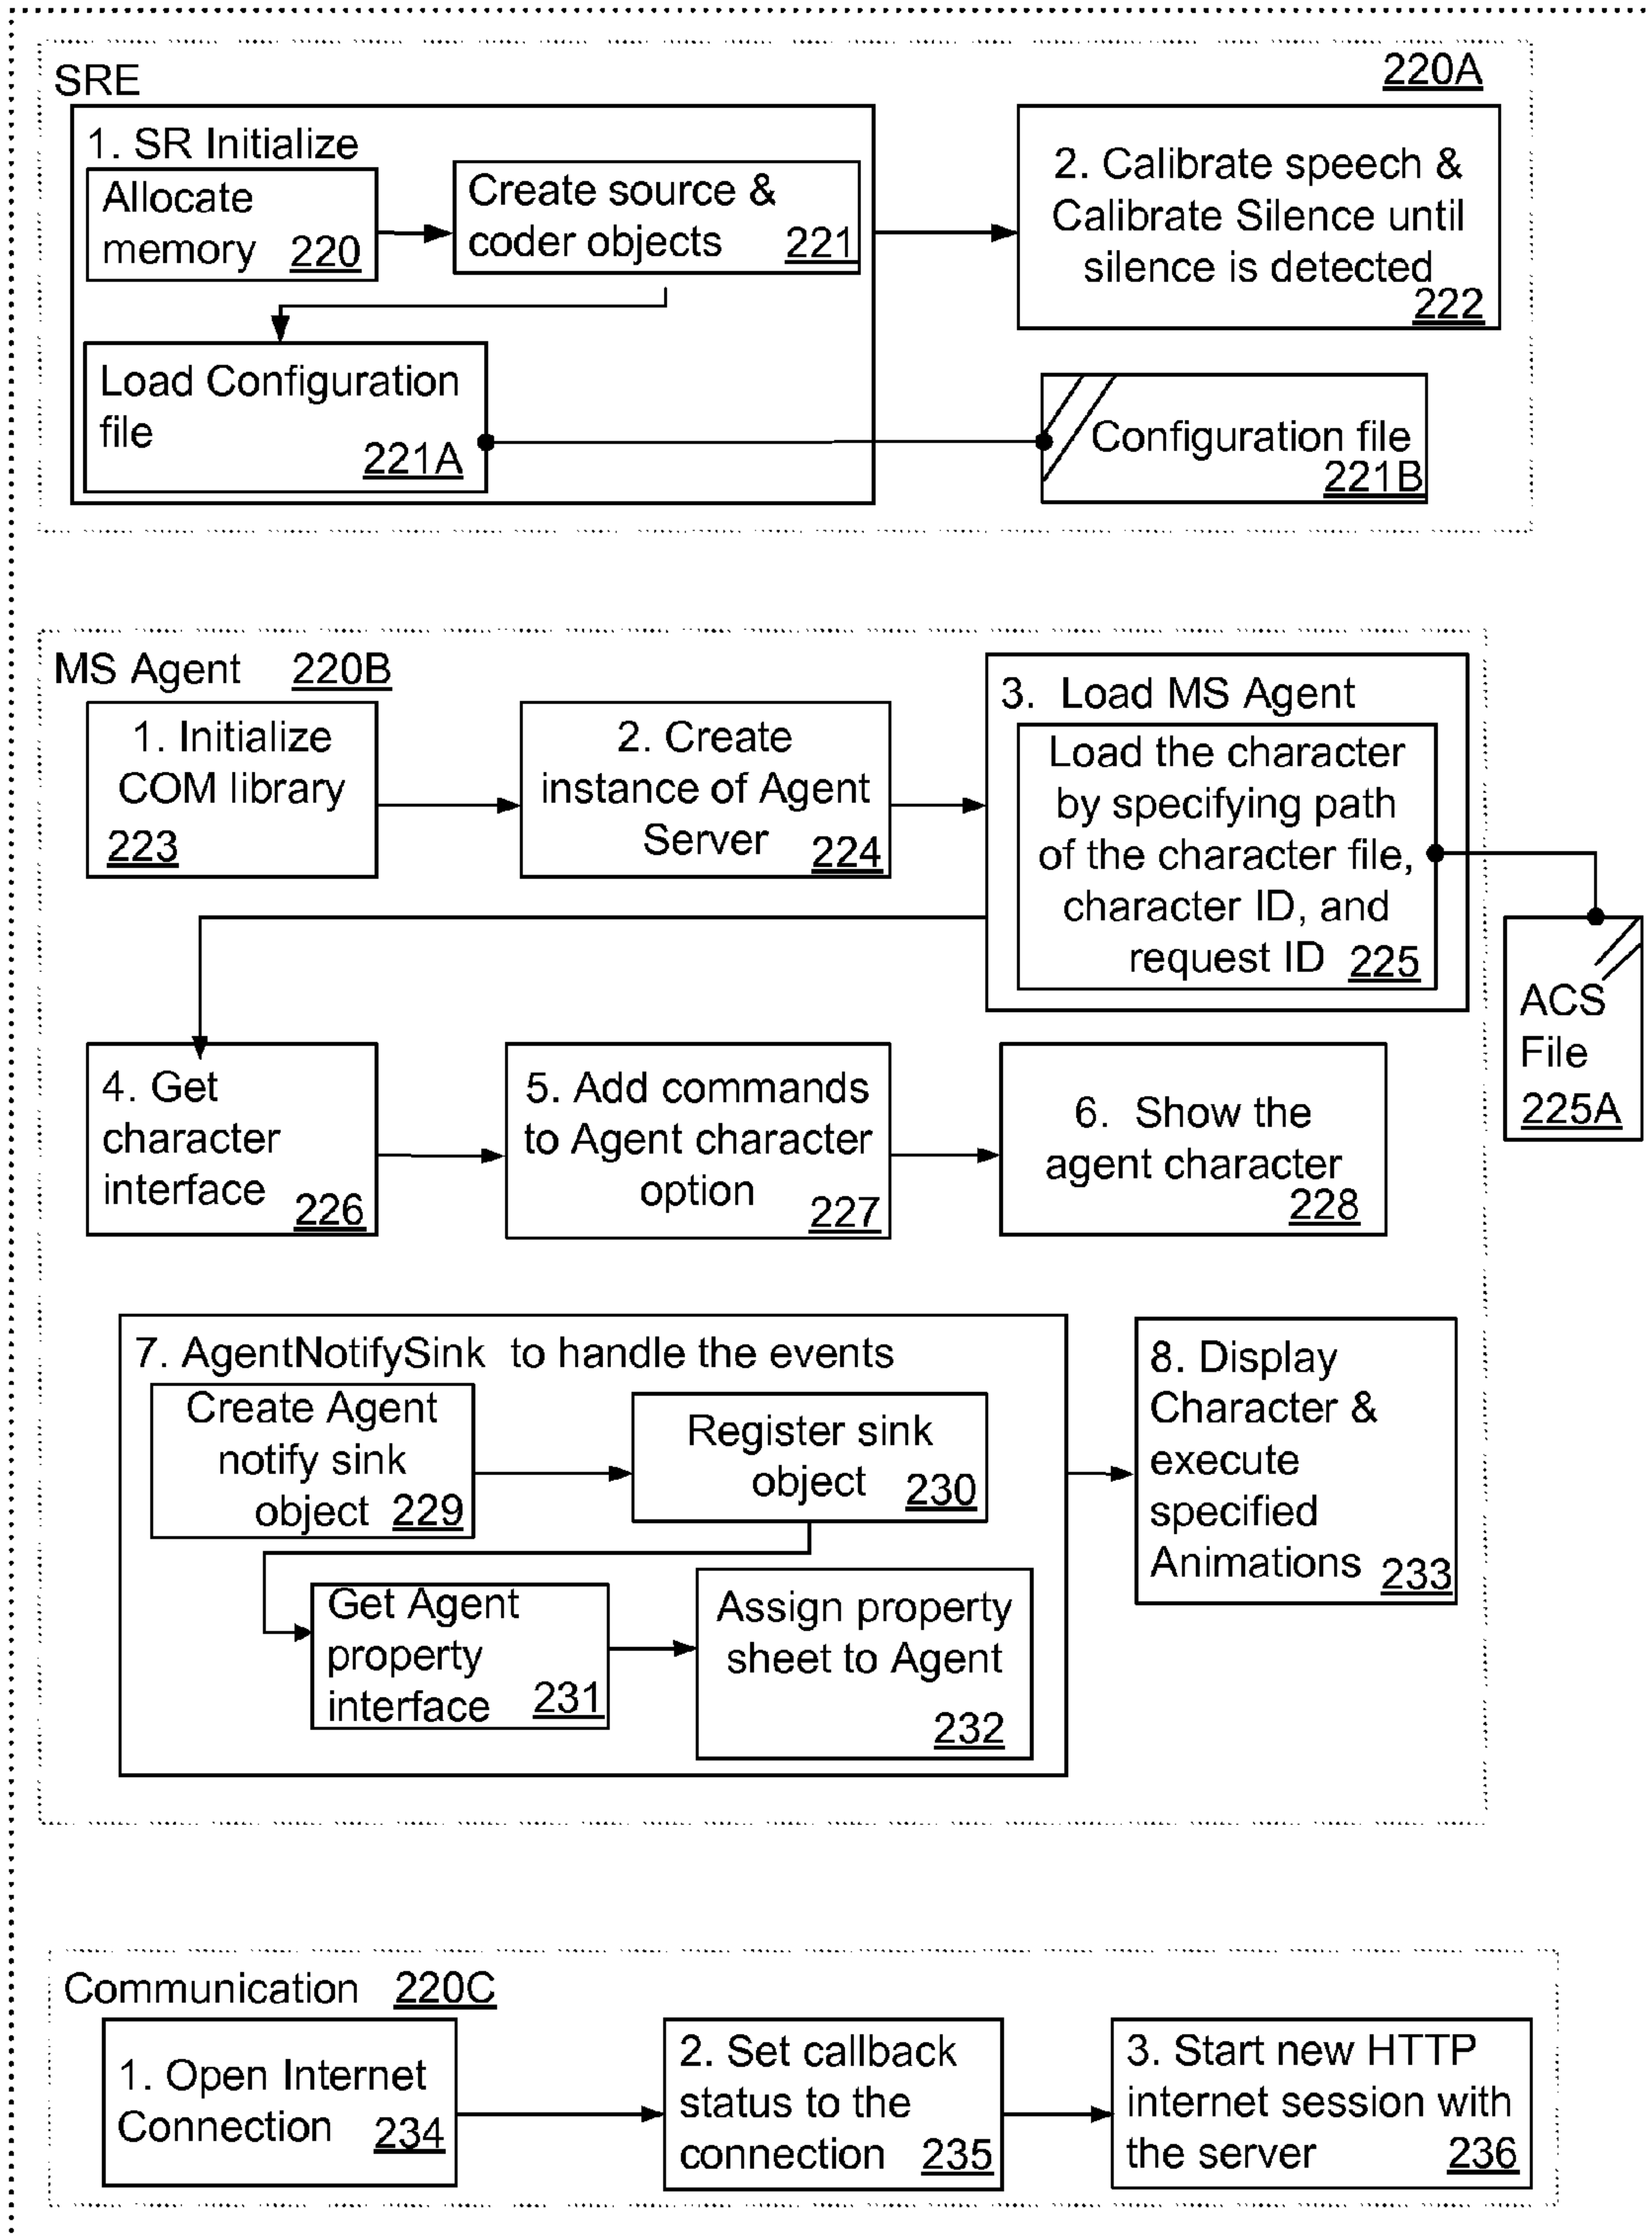 SRE
220A
1. SR Initialize
Allocate
memory 220
Create source &
coder objects 221
2. Calibrate speech &
Calibrate Silence until
silence is detected
222
Load Configuration
file
221A
Configuration file
221B
MS Agent 220B
1. Initialize
COM library
223
2. Create
instance of Agent
Server 224
3. Load MS Agent
Load the character
by specifying path
of the character file,
character ID, and
request ID 225
ACS
File
225A
4. Get
character
interface 226
5. Add commands
to Agent character
option 227
6. Show the
agent character
228
7. AgentNotifySink to handle the events
Create Agent
notify sink
object 229
Register sink
object 230
Get Agent
property
interface 231
Assign property
sheet to Agent
232
8. Display
Character &
execute
specified
Animations 233
Communication 220C
1. Open Internet
Connection 234
2. Set callback
status to the
connection 235
3. Start new HTTP
internet session with
the server 236